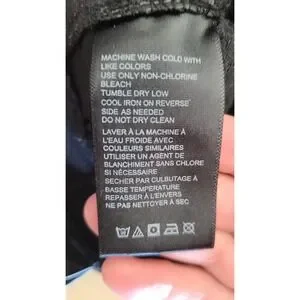 MACHINE WASH COLD WITH
LIKE COLORS
USE ONLY NON-CHLORINE
BLEACH
TUMBLE DRY LOW
COOL IRON ON REVERSE
SIDE AS NEEDED
DO NOT DRY CLEAN
LAVER À LA MACHINE À
L'EAU FROIDE AVEC
COULEURS SIMILAIRES
UTILISER UN AGENT DE
BLANCHIMENT SANS CHLORE
SI NÉCESSAIRE
SECHER PAR CULBUTAGE À
BASSE TEMPERATURE
REPASSER À L'ENVERS
NE PAS NETTOYER À SEC